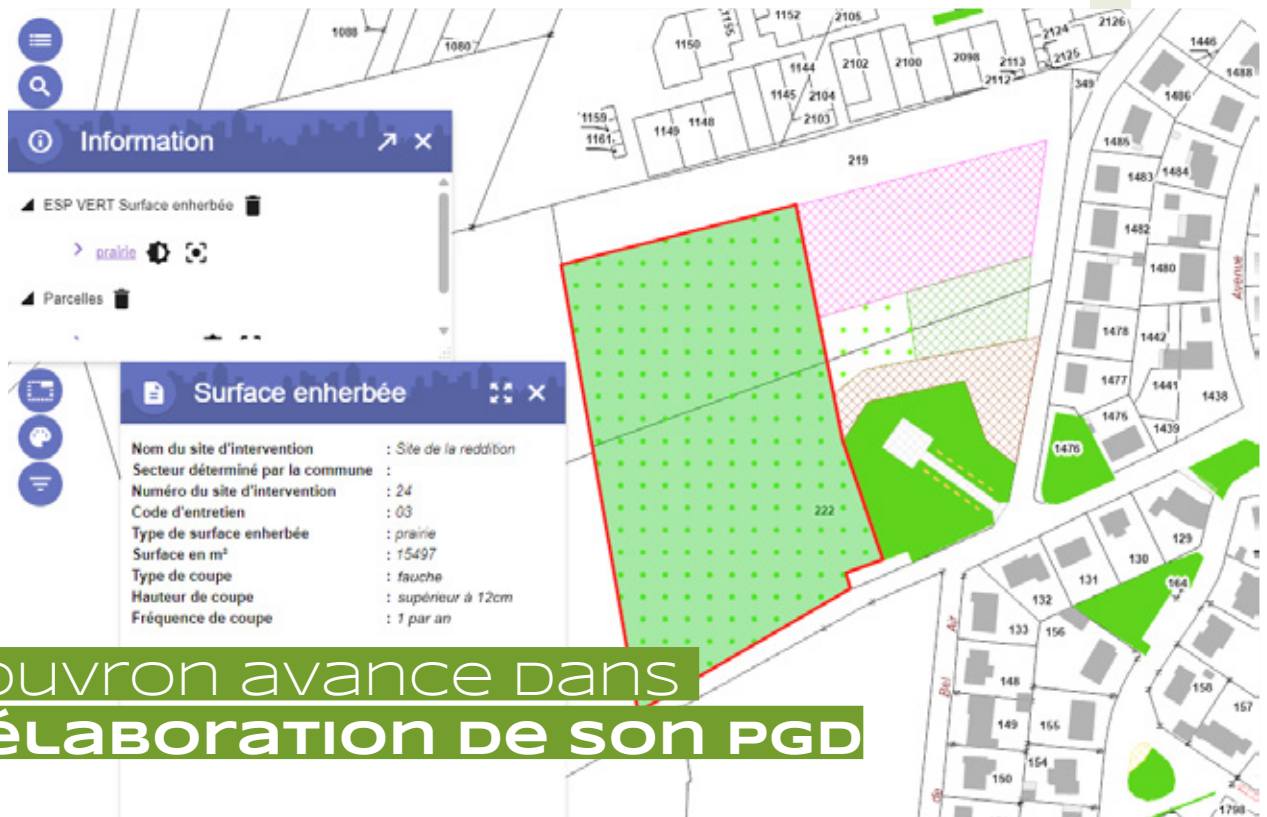 Information
ESP VERT Surface enherbée
prairie
Parcelles
Surface enherbée
Nom du site d'intervention : Site de la reddition
Secteur déterminé par la commune :
Numéro du site d'intervention : 24
Code d'entretien : 03
Type de surface enherbée : prairie
Surface en m² : 15497
Type de coupe : fauche
Hauteur de coupe : supérieur à 12cm
Fréquence de coupe : 1 par an
ouvron avance dans
élaboration de son PGD
1088
1080
1150
1155
1152
2105
1144
2102
2100
2098
2113
2112
2124
2125
2126
1145
2104
2103
1159
1161
1149
1148
349
219
222
1446
1488
1486
1485
1483
1484
1482
1480
1478
1442
1477
1441
1438
1476
1439
1476
Avenue
129
130
131
132
164
133
156
148
149
155
154
150
158
157
1798
Air
Bel
de